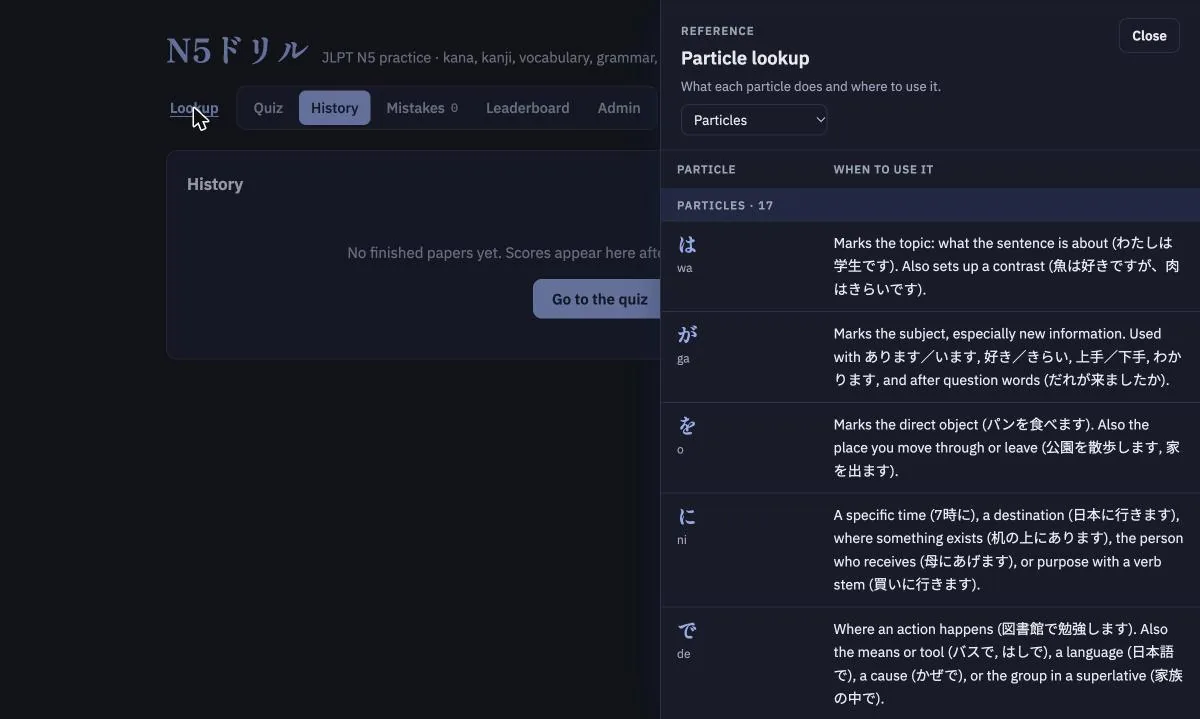 N5ドリル JLPT N5 practice · kana, kanji, vocabulary, grammar,
Lookup Quiz History Mistakes 0 Leaderboard Admin
History
No finished papers yet. Scores appear here afte
Go to the quiz
REFERENCE
Particle lookup
Close
What each particle does and where to use it.
Particles
PARTICLE WHEN TO USE IT
PARTICLES · 17
は
wa
Marks the topic: what the sentence is about (わたしは
学生です). Also sets up a contrast (魚は好きですが、肉
はきらいです).
が
ga
Marks the subject, especially new information. Used
with あります／います, 好き／きらい, 上手／下手, わか
ります, and after question words (だれが来ましたか).
を
o
Marks the direct object (パンを食べます). Also the
place you move through or leave (公園を散歩します, 家
を出ます).
に
ni
A specific time (7時に), a destination (日本に行きます),
where something exists (机の上にあります), the person
who receives (母にあげます), or purpose with a verb
stem (買いに行きます).
で
de
Where an action happens (図書館で勉強します). Also
the means or tool (バスで, はしで), a language (日本語
で), a cause (かぜで), or the group in a superlative (家族
の中で).